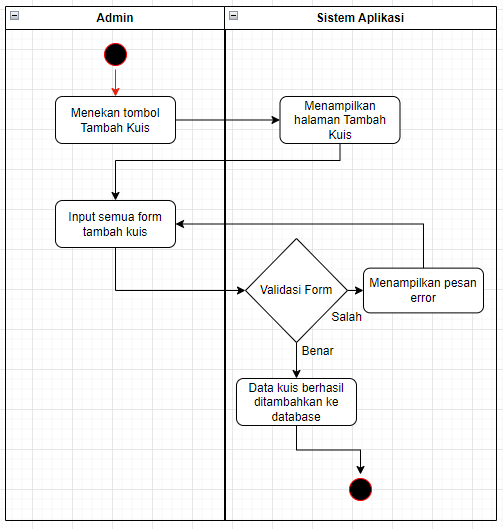 Admin
Sistem Aplikasi
Menekan tombol
Tambah Kuis
Menampilkan
halaman Tambah
Kuis
Input semua form
tambah kuis
Validasi Form
Menampilkan pesan
error
Salah
Benar
Data kuis berhasil
ditambahkan ke
database